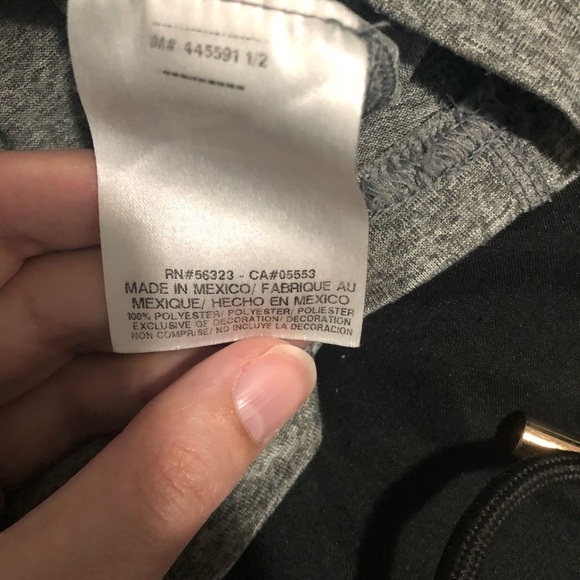 IM# 445591 1/2
RN#56323 - CA#05553
MADE IN MEXICO/ FABRIQUE AU
MEXIQUE/ HECHO EN MEXICO
100% POLYESTER/ POLYESTER/ POLIESTER
EXCLUSIVE OF DECORATION/ DECORATION
NON COMPRISE/ NO INCLUYE LA DECORACION